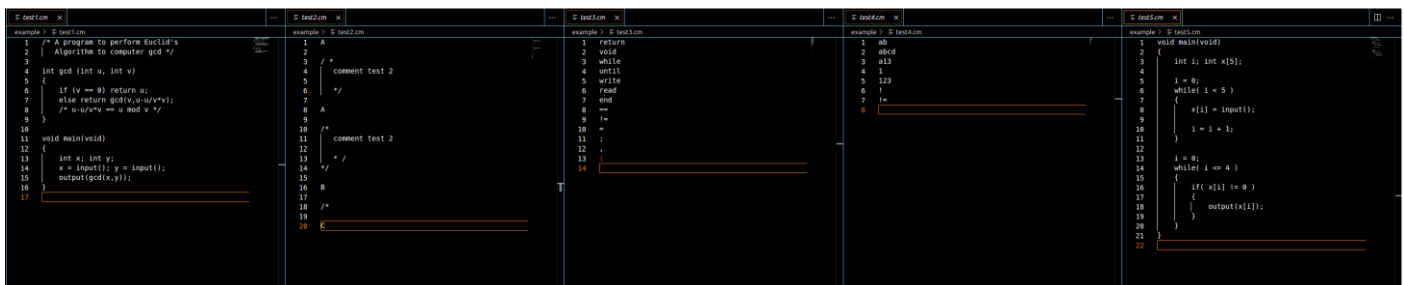 test1.cm ×
example > test1.cm
1 /* A program to perform Euclid's
2 Algorithm to computer gcd */
3
4 int gcd (int u, int v)
5 {
6 if (v == 0) return u;
7 else return gcd(v,u-u/v*v);
8 /* u-u/v*v == u mod v */
9 }
10
11 void main(void)
12 {
13 int x; int y;
14 x = input(); y = input();
15 output(gcd(x,y));
16 }
17
test2.cm ×
example > test2.cm
1 A
2
3 / *
4 comment test 2
5
6 */
7
8 A
9
10 /*
11 comment test 2
12
13 * /
14 */
15
16 B
17
18 /*
19
20 C
test3.cm ×
example > test3.cm
1 return
2 void
3 while
4 until
5 write
6 read
7 end
8 ==
9 !=
10 =
11 ;
12 ,
13 (
14
test4.cm ×
example > test4.cm
1 ab
2 abcd
3 a13
4 1
5 123
6 !
7 !=
8
test5.cm ×
example > test5.cm
1 void main(void)
2 {
3 int i; int x[5];
4
5 i = 0;
6 while( i < 5 )
7 {
8 x[i] = input();
9
10 i = i + 1;
11 }
12
13 i = 0;
14 while( i <= 4 )
15 {
16 if( x[i] != 0 )
17 {
18 output(x[i]);
19 }
20 }
21 }
22